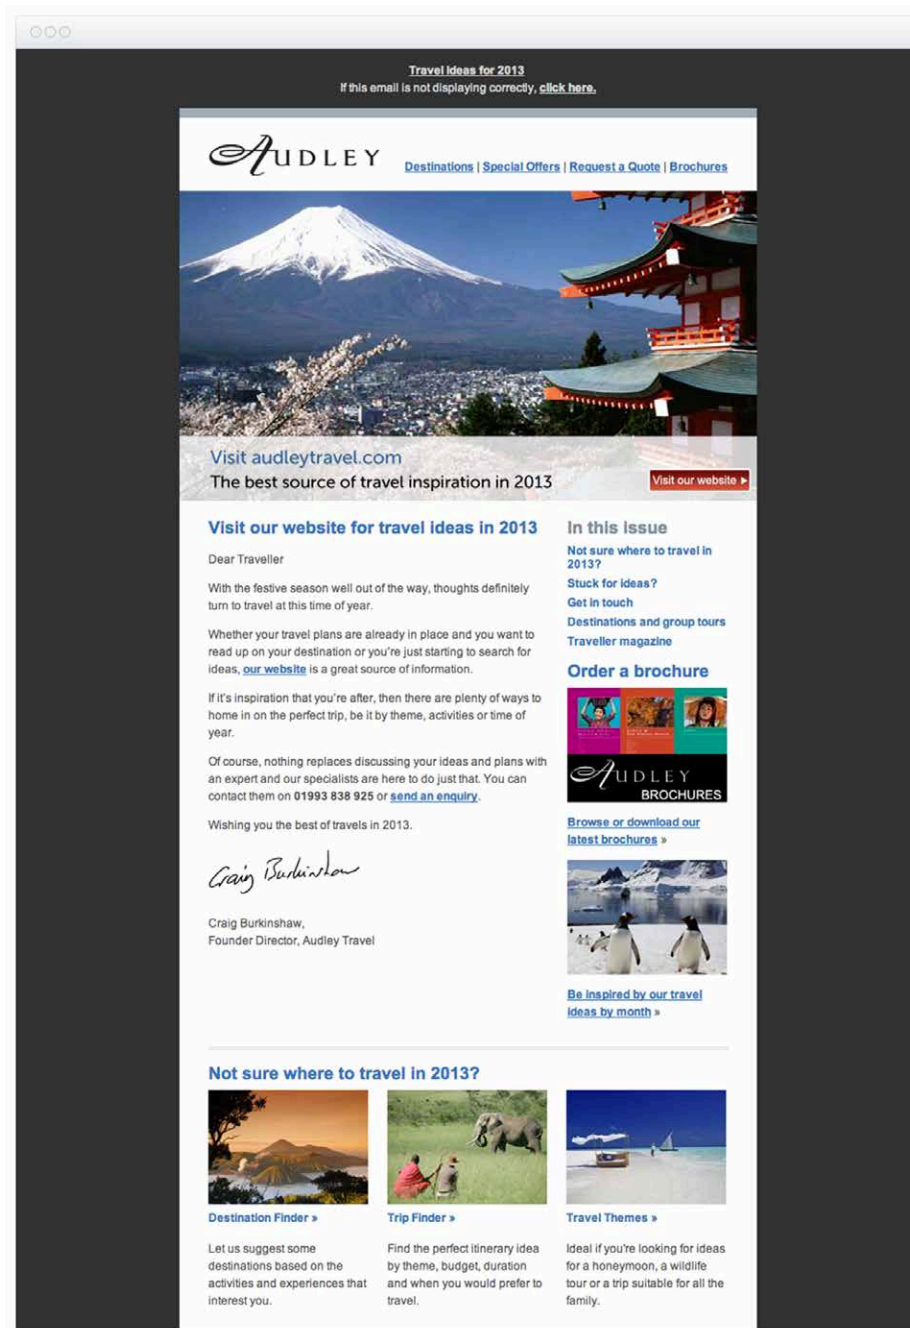 Travel Ideas for 2013
If this email is not displaying correctly, click here.
AUDLEY
Destinations | Special Offers | Request a Quote | Brochures
Visit audleytravel.com
The best source of travel inspiration in 2013
Visit our website ▸
Visit our website for travel ideas in 2013
Dear Traveller
With the festive season well out of the way, thoughts definitely
turn to travel at this time of year.
Whether your travel plans are already in place and you want to
read up on your destination or you're just starting to search for
ideas, our website is a great source of information.
If it's inspiration that you're after, then there are plenty of ways to
home in on the perfect trip, be it by theme, activities or time of
year.
Of course, nothing replaces discussing your ideas and plans with
an expert and our specialists are here to do just that. You can
contact them on 01993 838 925 or send an enquiry.
Wishing you the best of travels in 2013.
Craig Burkinshaw
Craig Burkinshaw,
Founder Director, Audley Travel
In this issue
Not sure where to travel in
2013?
Stuck for ideas?
Get in touch
Destinations and group tours
Traveller magazine
Order a brochure
AUDLEY
BROCHURES
Browse or download our
latest brochures »
Be inspired by our travel
ideas by month »
Not sure where to travel in 2013?
Destination Finder »
Let us suggest some
destinations based on the
activities and experiences that
interest you.
Trip Finder »
Find the perfect itinerary idea
by theme, budget, duration
and when you would prefer to
travel.
Travel Themes »
Ideal if you're looking for ideas
for a honeymoon, a wildlife
tour or a trip suitable for all the
family.